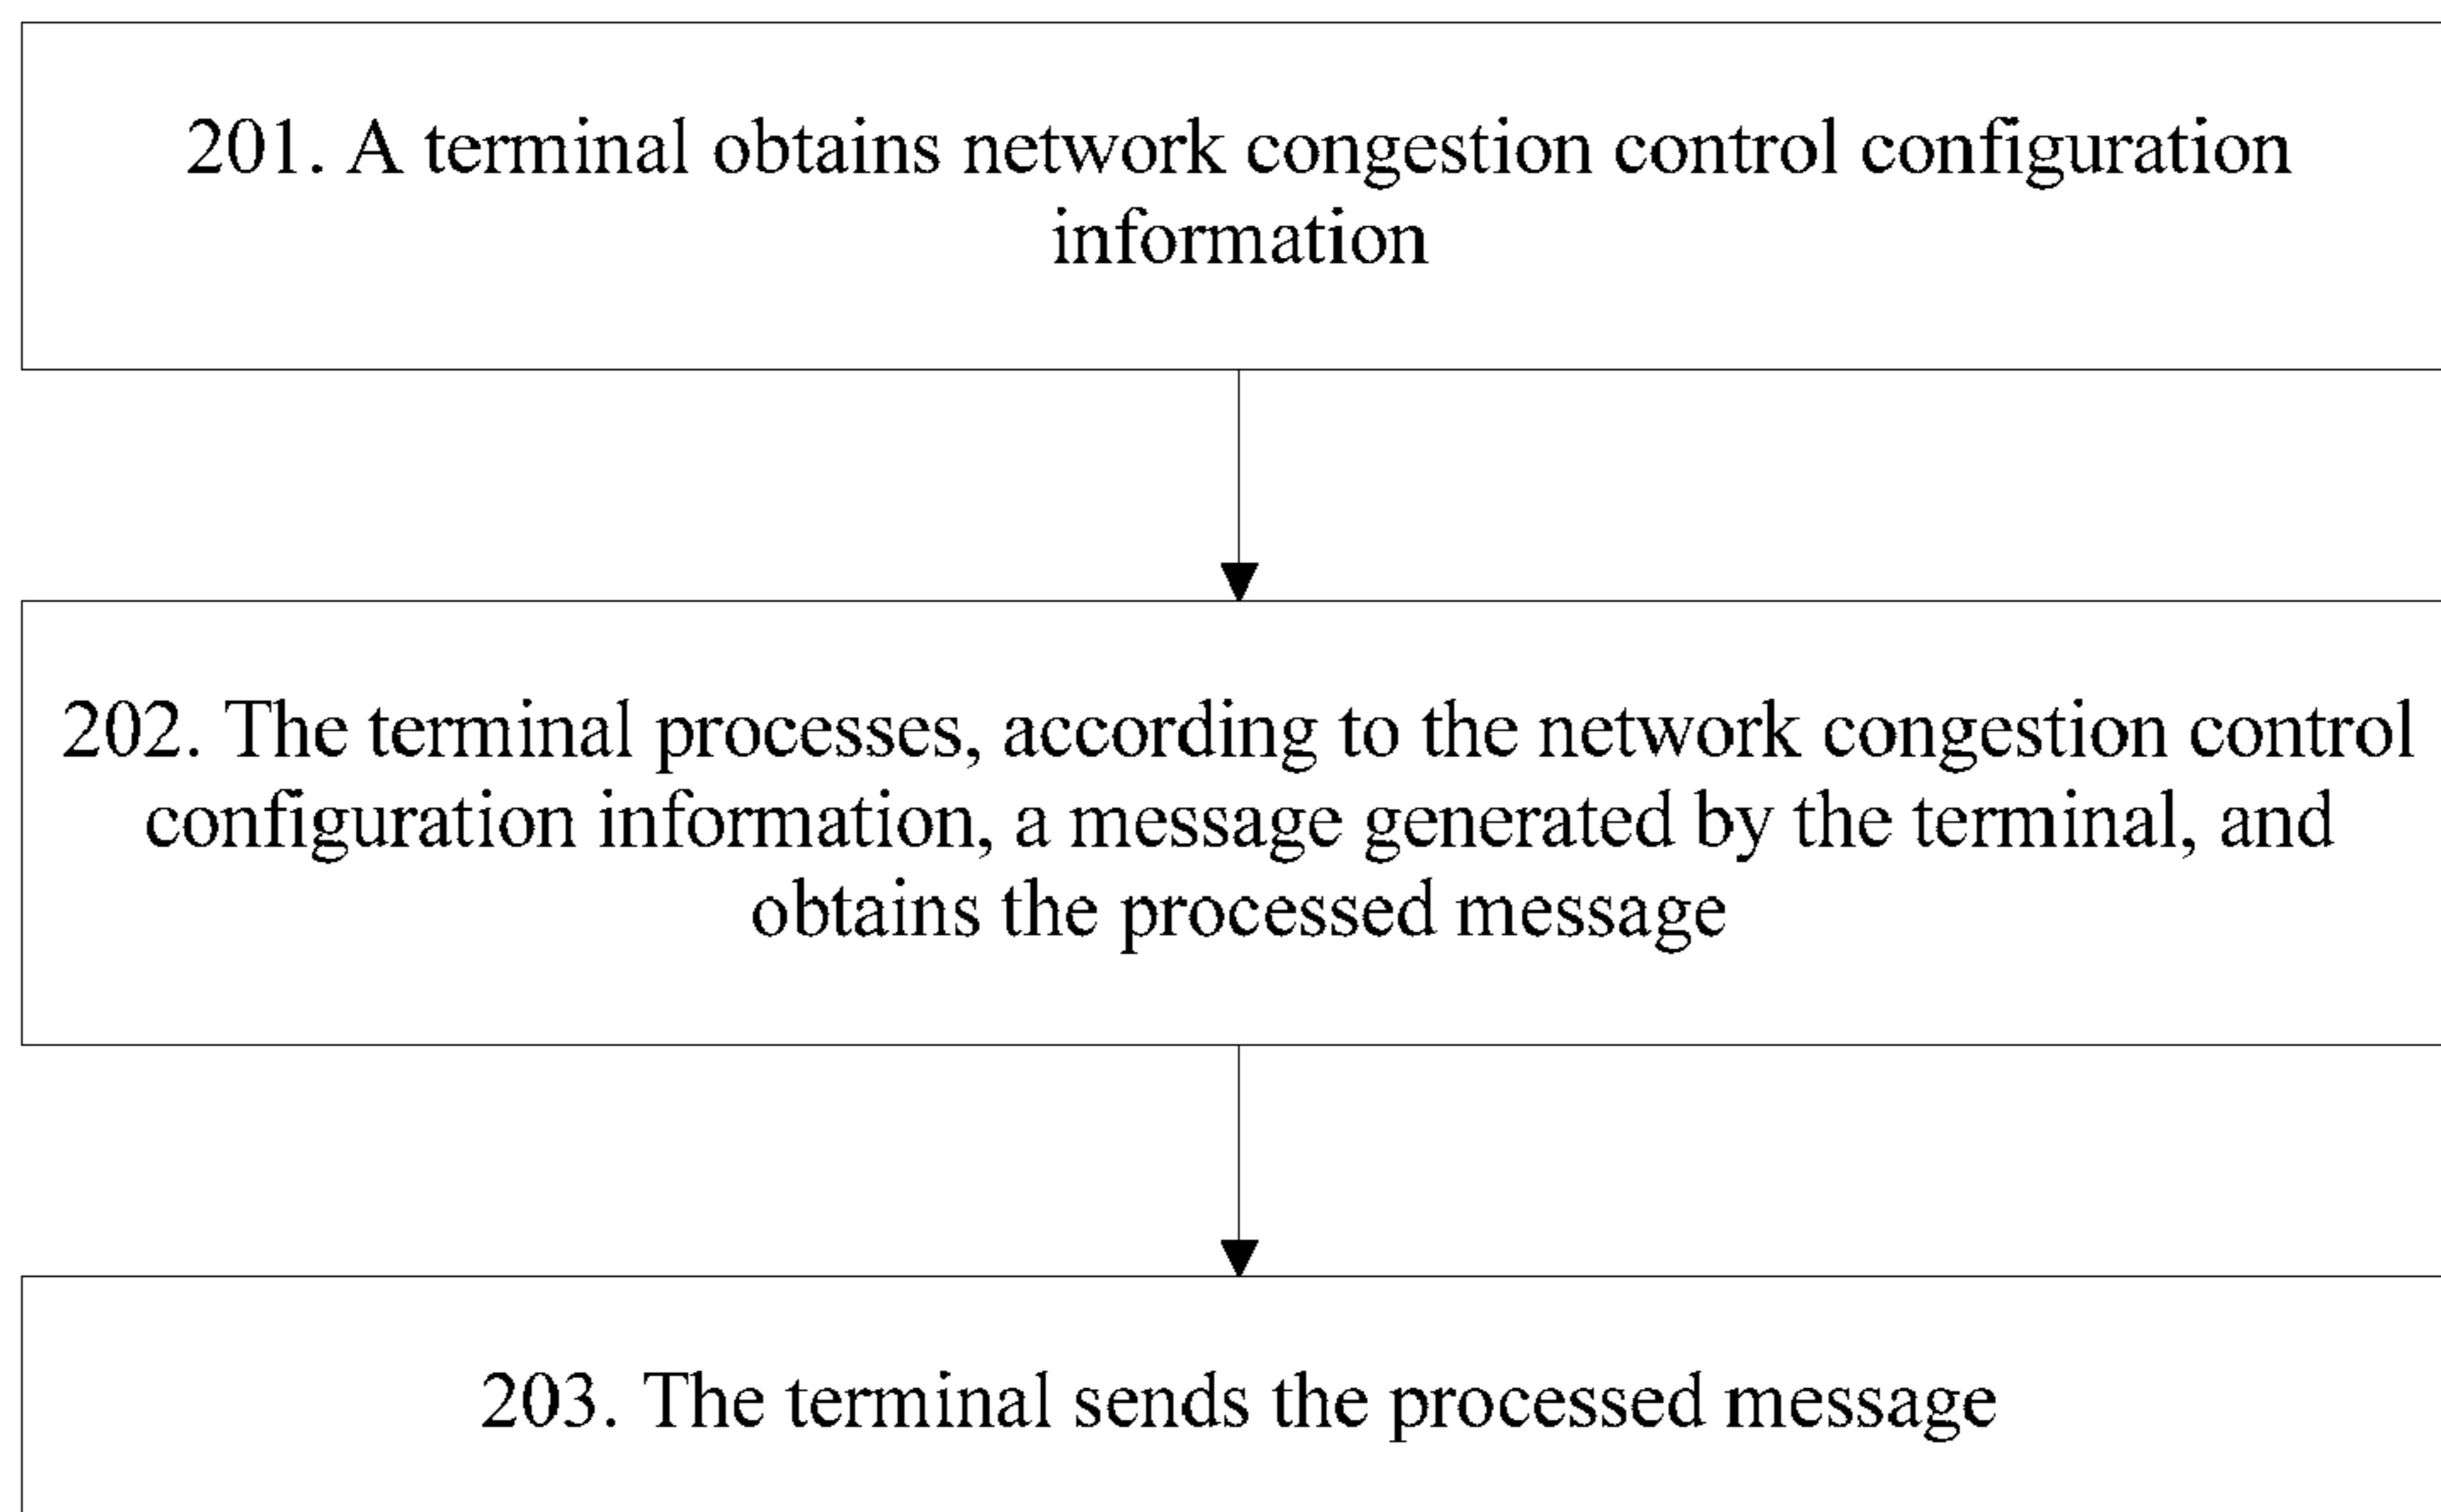 201. A terminal obtains network congestion control configuration
information
202. The terminal processes, according to the network congestion control
configuration information, a message generated by the terminal, and
obtains the processed message
203. The terminal sends the processed message